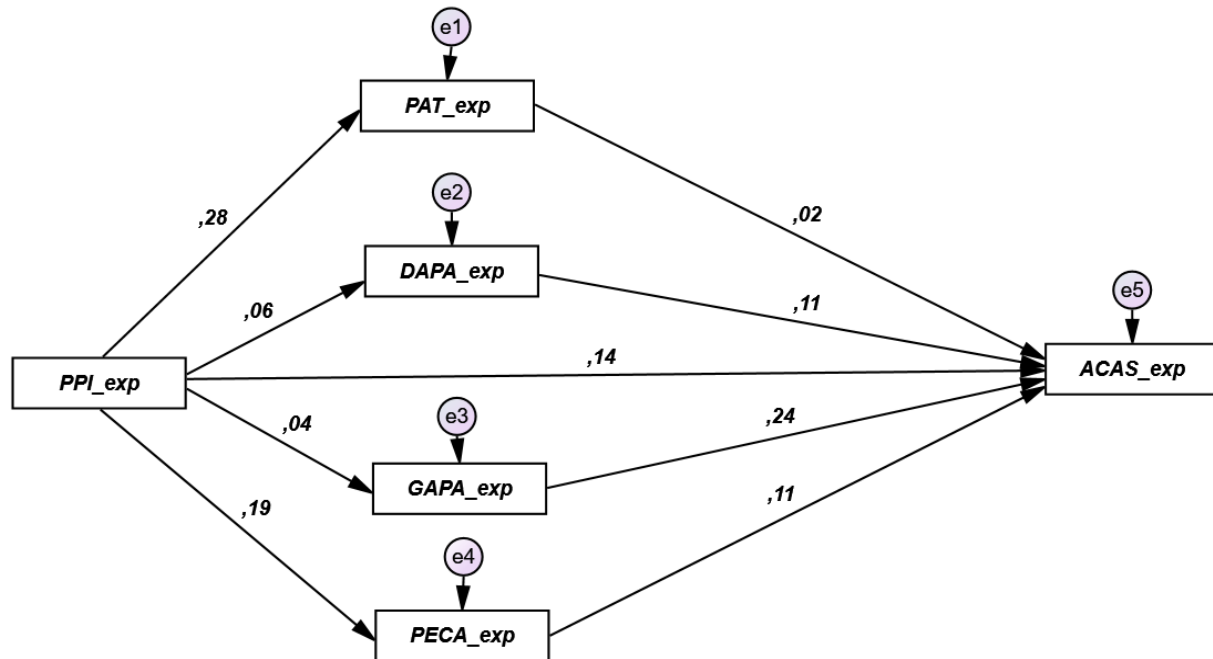 e1
PAT_exp
e2
,28
,02
DAPA_exp
e5
,06
,11
,14
PPI_exp
ACAS_exp
e3
,04
,24
GAPA_exp
,19
,11
e4
PECA_exp